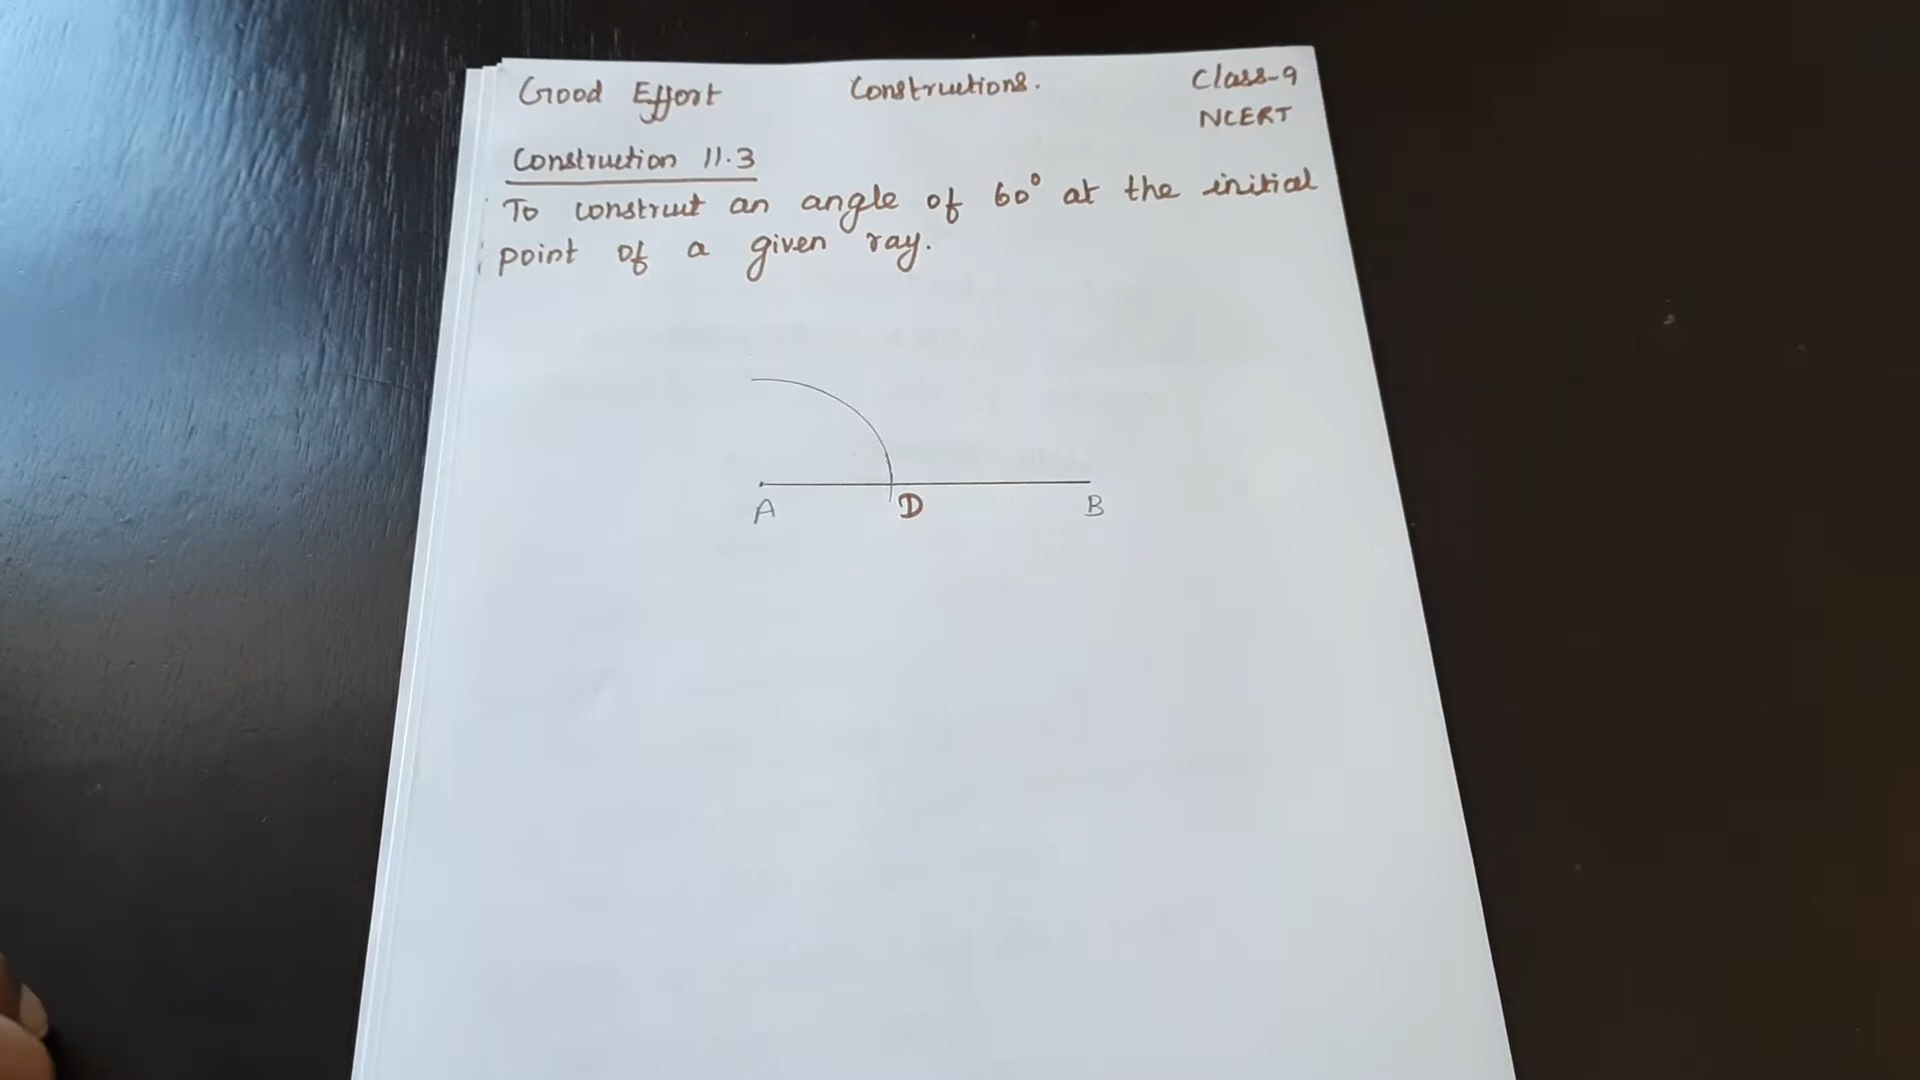 Good Effort Constructions. Class-9
NCERT
Construction 11.3
To construct an angle of 60° at the initial
point of a given ray.
A D B